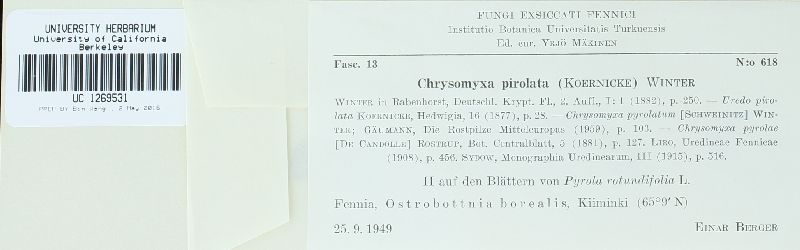 UNIVERSITY HERBARIUM
University of California
Berkeley
UC 1269531
FUNGI EXSICCATI FENNICI
Institutio Botanica Universitatis Turkuensis
Ed. cur. YRJÖ MÄKINEN
Fasc. 13 N:o 618
Chrysomyxa pirolata (KOERNICKE) WINTER
WINTER in Rabenhorst, Deutschl. Krypt. Fl., 2. Aufl., I: 1 (1882), p. 250. — Uredo piro-
lata KOERNICKE, Hedwigia, 16 (1877), p. 28. — Chrysomyxa pyrolatum [SCHWEINITZ] WIN-
TER; GÄUMANN, Die Rostpilze Mitteleuropas (1959), p. 103. — Chrysomyxa pyrolae
[DE CANDOLLE] ROSTRUP, Bot. Centralblatt, 5 (1881), p. 127. LIRO, Uredineae Fennicae
(1908), p. 456. SYDOW, Monographia Uredinearum, III (1915), p. 516.
II auf den Blättern von Pyrola rotundifolia L.
Fennia, Ostrobottnia borealis, Kiiminki (65°9' N)
25. 9. 1949 EINAR BERGER